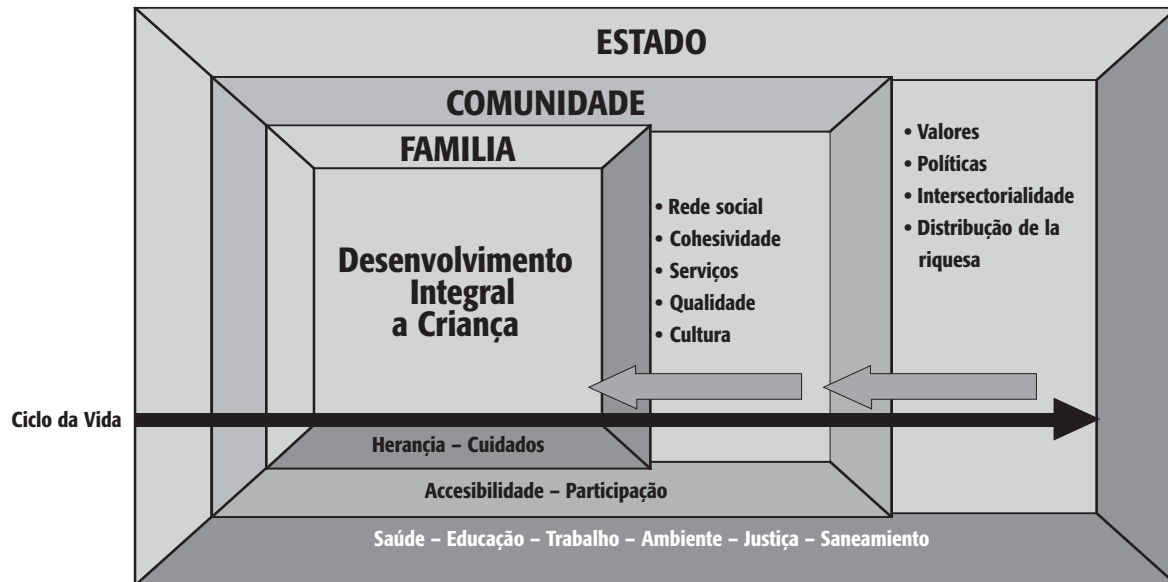 ESTADO
COMUNIDADE
FAMILIA
Desenvolvimento
Integral
a Criança
• Rede social
• Cohesividade
• Serviços
• Qualidade
• Cultura
• Valores
• Políticas
• Intersectorialidade
• Distribução de la
riquesa
Ciclo da Vida
Herançia – Cuidados
Accesibilidade – Participação
Saúde – Educação – Trabalho – Ambiente – Justiça – Saneamiento